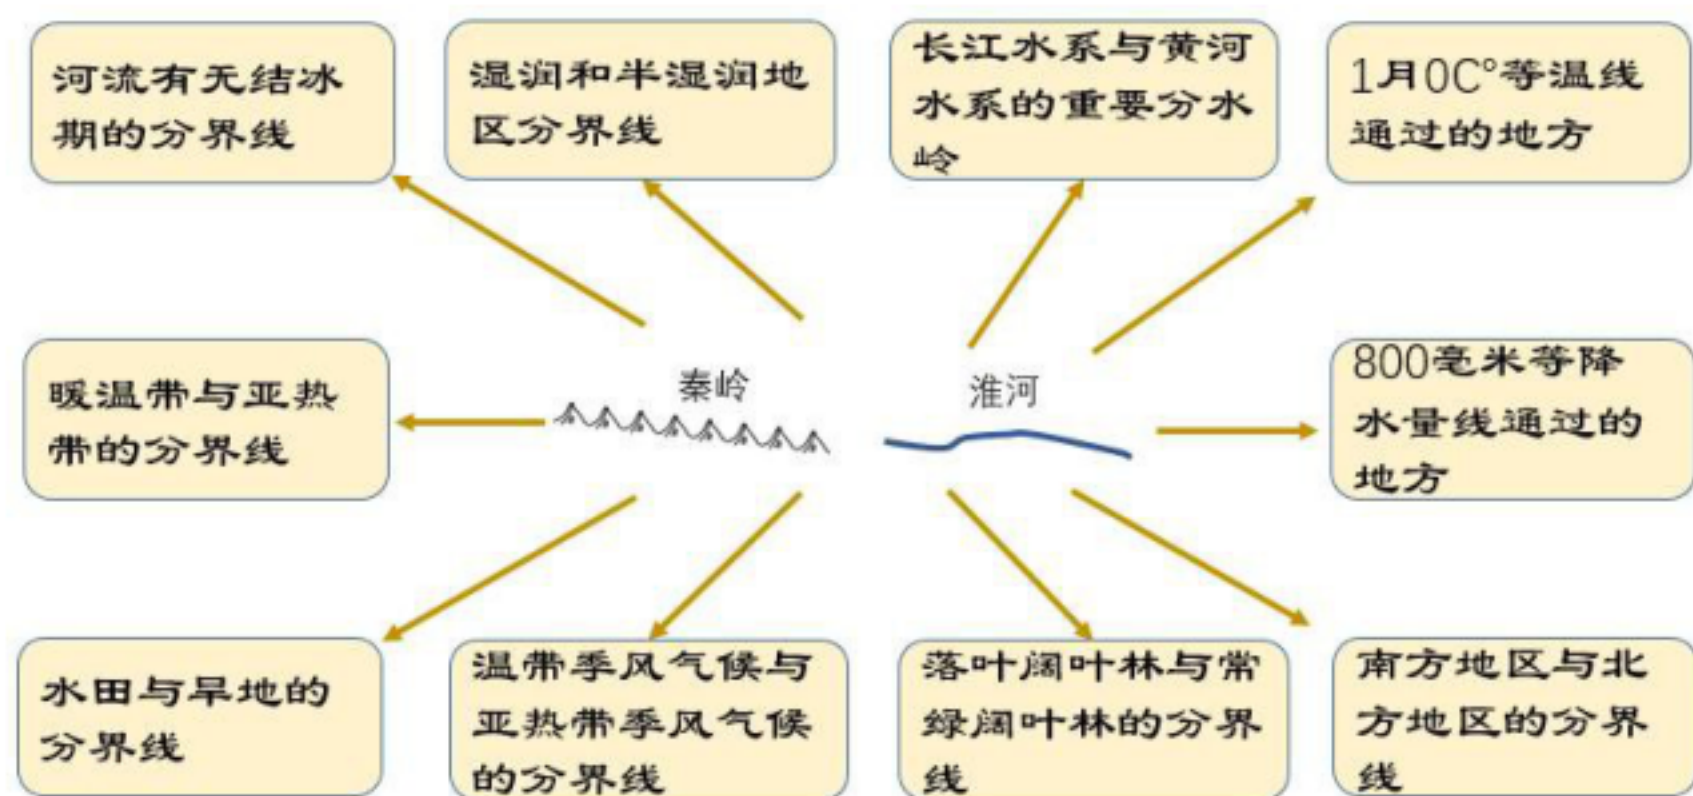 河流有无结冰
期的分界线
湿润和半湿润地
区分界线
长江水系与黄河
水系的重要分水
岭
1月0C°等温线
通过的地方
暖温带与亚热
带的分界线
秦岭
淮河
800毫米等降
水量线通过的
地方
水田与旱地的
分界线
温带季风气候与
亚热带季风气候
的分界线
落叶阔叶林与常
绿阔叶林的分界
线
南方地区与北
方地区的分界
线